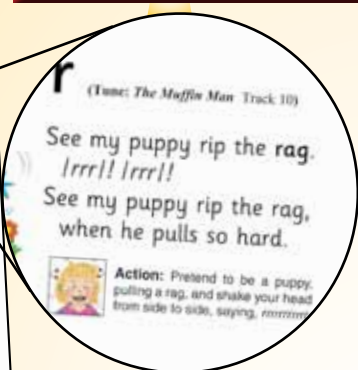 r (Tune: The Muffin Man Track 10)
See my puppy rip the rag.
/rrr/! /rrr/!
See my puppy rip the rag,
when he pulls so hard.
Action: Pretend to be a puppy,
pulling a rag, and shake your head
from side to side, saying, rrrrrrrr